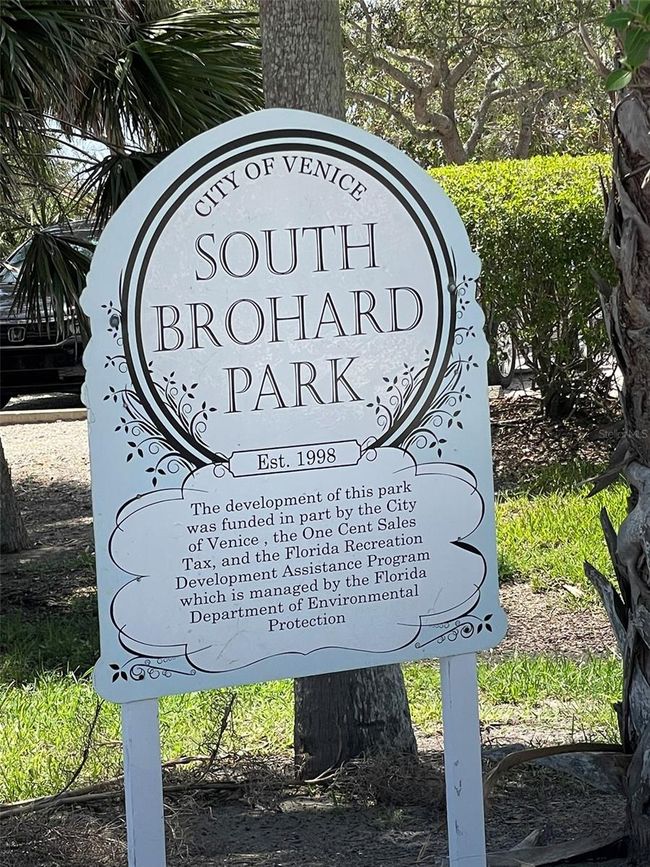 CITY OF VENICE
SOUTH
BROHARD
PARK
Est. 1998
The development of this park
was funded in part by the City
of Venice , the One Cent Sales
Tax, and the Florida Recreation
Development Assistance Program
which is managed by the Florida
Department of Environmental
Protection